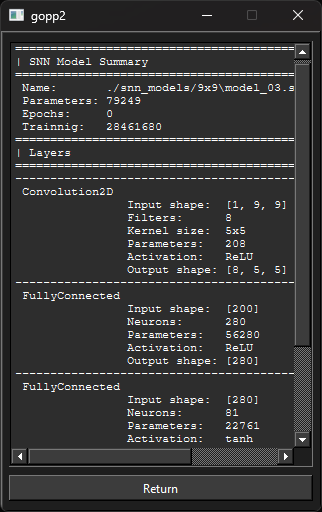 gopp2
| SNN Model Summary
Name: ./snn_models/9x9\model_03.s
Parameters: 79249
Epochs: 0
Trainnig: 28461680
| Layers
Convolution2D
Input shape: [1, 9, 9]
Filters: 8
Kernel size: 5x5
Parameters: 208
Activation: ReLU
Output shape: [8, 5, 5]
FullyConnected
Input shape: [200]
Neurons: 280
Parameters: 56280
Activation: ReLU
Output shape: [280]
FullyConnected
Input shape: [280]
Neurons: 81
Parameters: 22761
Activation: tanh
Return